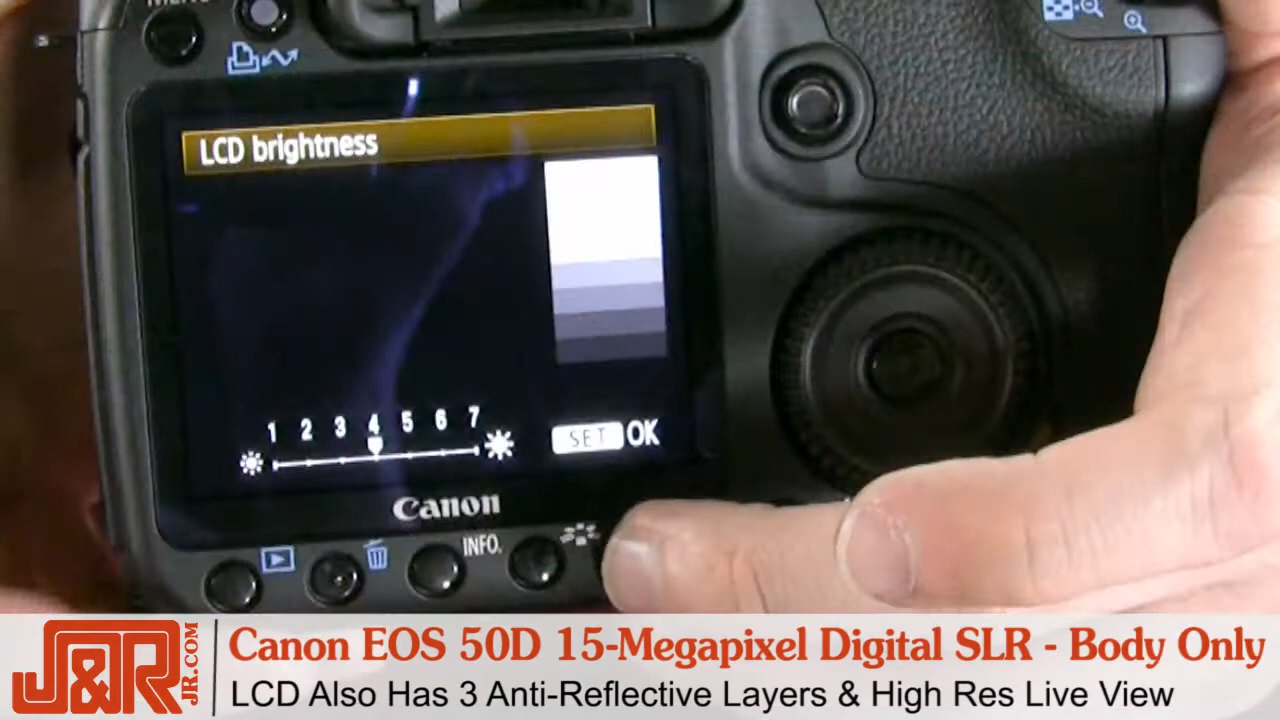 MENU
LCD brightness
1 2 3 4 5 6 7
SET OK
Canon
INFO.
J&R
JR.COM
Canon EOS 50D 15-Megapixel Digital SLR - Body Only
LCD Also Has 3 Anti-Reflective Layers & High Res Live View